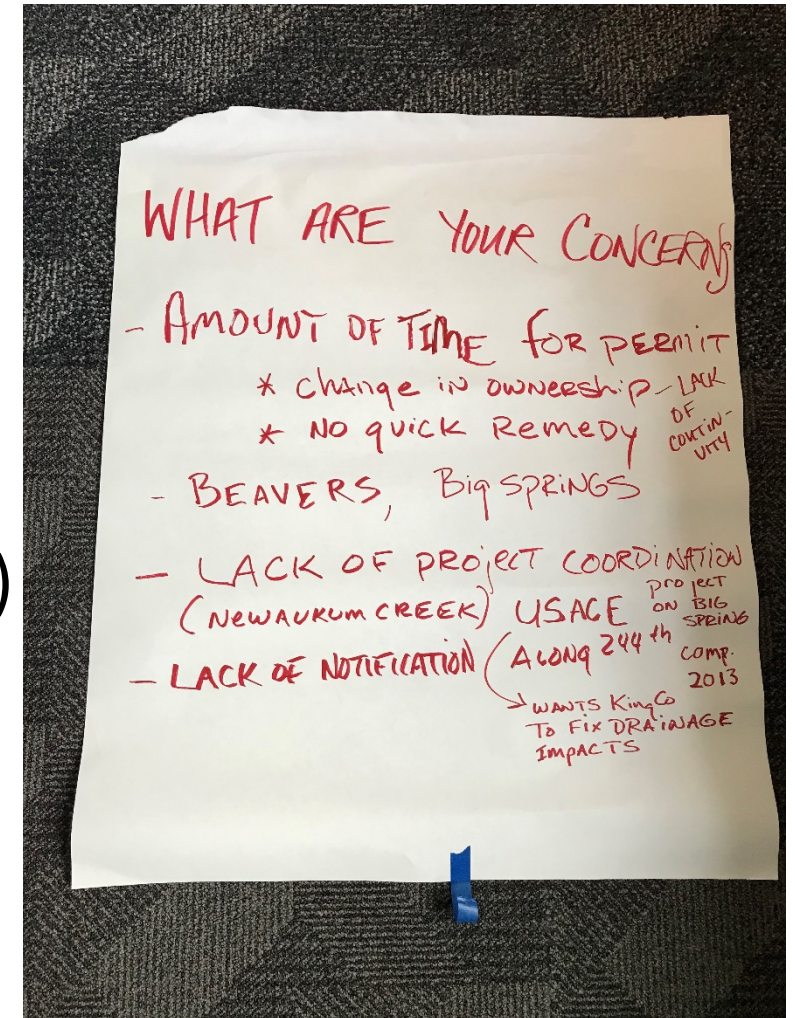 WHAT ARE YOUR CONCERNS
- AMOUNT OF TIME FOR PERMIT
* Change in ownership - LACK OF CONTIN-UITY
* NO quick Remedy
- BEAVERS, Big SPRINGS
- LACK OF PROJECT COORDINATION
(NEWAUKUM CREEK) USACE project ON BIG SPRING
- LACK OF NOTIFICATION (ALONG 244th comp. 2013
WANTS KingCo
To Fix DRAINAGE
IMPACTS
)